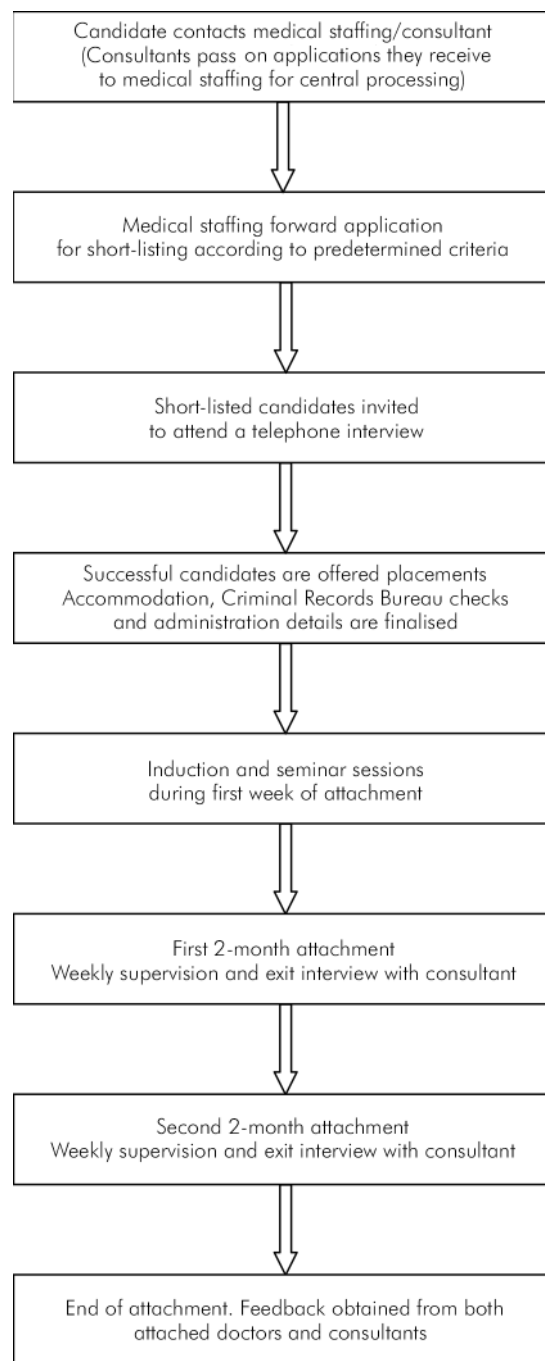 Candidate contacts medical staffing/consultant
(Consultants pass on applications they receive
to medical staffing for central processing)
Medical staffing forward application
for short-listing according to predetermined criteria
Short-listed candidates invited
to attend a telephone interview
Successful candidates are offered placements
Accommodation, Criminal Records Bureau checks
and administration details are finalised
Induction and seminar sessions
during first week of attachment
First 2-month attachment
Weekly supervision and exit interview with consultant
Second 2-month attachment
Weekly supervision and exit interview with consultant
End of attachment. Feedback obtained from both
attached doctors and consultants